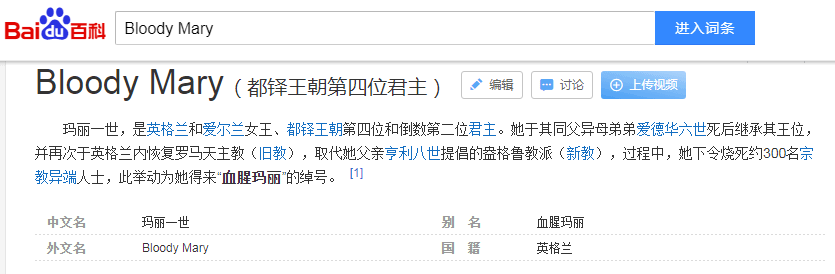 Baidu百科
Bloody Mary
进入词条
Bloody Mary（都铎王朝第四位君主）
编辑
讨论
上传视频
玛丽一世，是英格兰和爱尔兰女王、都铎王朝第四位和倒数第二位君主。她于其同父异母弟弟爱德华六世死后继承其王位，
并再次于英格兰内恢复罗马天主教（旧教），取代她父亲亨利八世提倡的盎格鲁教派（新教），过程中，她下令烧死约300名宗
教异端人士，此举动为她得来“血腥玛丽”的绰号。 [1]
中文名 玛丽一世 别 名 血腥玛丽
外文名 Bloody Mary 国 籍 英格兰